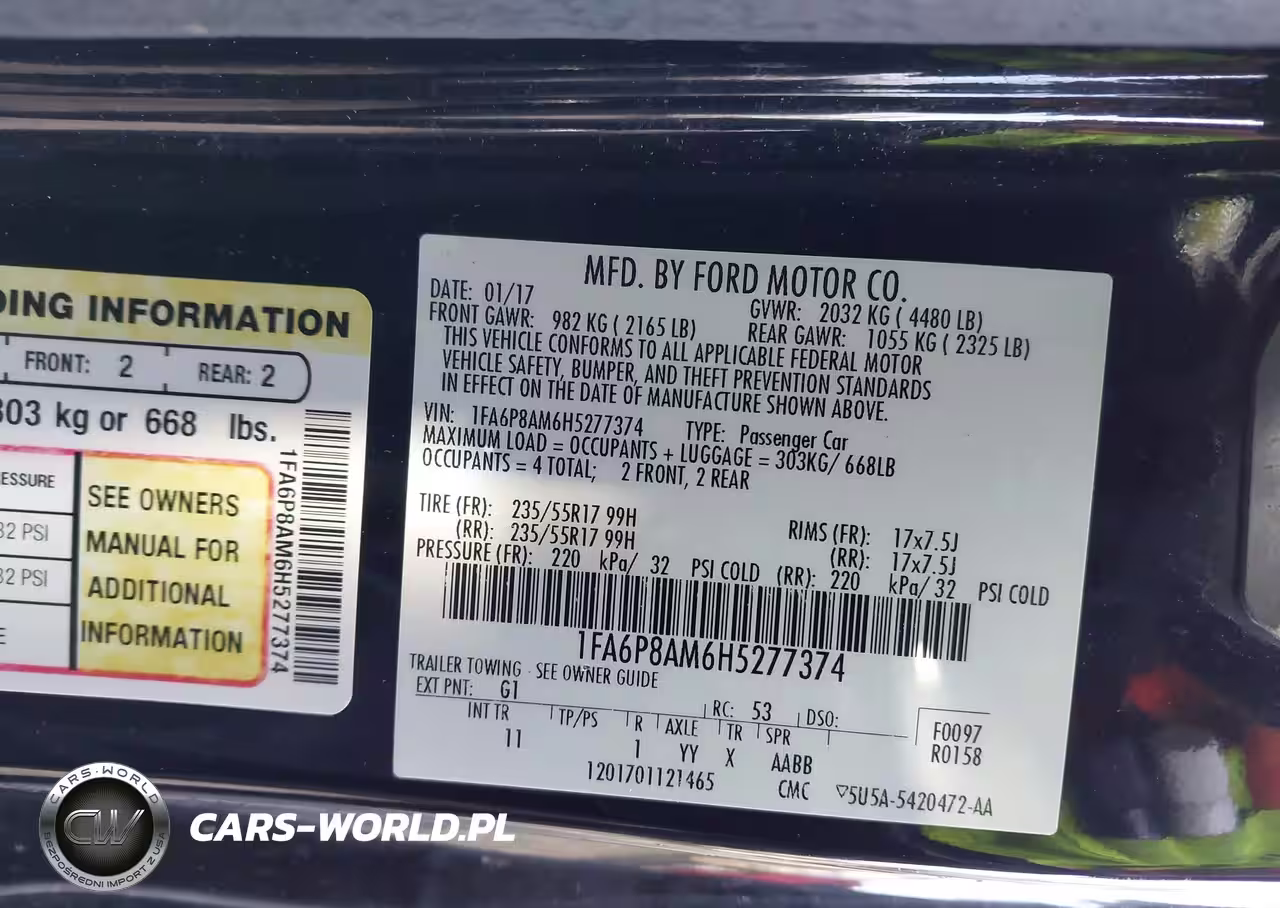 DING INFORMATION
FRONT: 2 REAR: 2
303 kg or 668 lbs.
ESSURE
32 PSI
32 PSI
E
SEE OWNERS
MANUAL FOR
ADDITIONAL
INFORMATION
1FA6P8AM6H5277374
MFD. BY FORD MOTOR CO.
DATE: 01/17 GVWR: 2032 KG ( 4480 LB)
FRONT GAWR: 982 KG ( 2165 LB) REAR GAWR: 1055 KG ( 2325 LB)
THIS VEHICLE CONFORMS TO ALL APPLICABLE FEDERAL MOTOR
VEHICLE SAFETY, BUMPER, AND THEFT PREVENTION STANDARDS
IN EFFECT ON THE DATE OF MANUFACTURE SHOWN ABOVE.
VIN: 1FA6P8AM6H5277374 TYPE: Passenger Car
MAXIMUM LOAD = OCCUPANTS + LUGGAGE = 303KG/ 668LB
OCCUPANTS = 4 TOTAL; 2 FRONT, 2 REAR
TIRE (FR): 235/55R17 99H RIMS (FR): 17x7.5J
(RR): 235/55R17 99H (RR): 17x7.5J
PRESSURE (FR): 220 kPa/ 32 PSI COLD (RR): 220 kPa/ 32 PSI COLD
1FA6P8AM6H5277374
TRAILER TOWING - SEE OWNER GUIDE
EXT PNT: G1 RC: 53 DSO:
INT TR TP/PS R AXLE TR SPR F0097
11 1 YY X AABB R0158
1201701121465 CMC 5U5A-5420472-AA
CARS-WORLD
CW
BEZPOŚREDNI IMPORT Z USA
CARS-WORLD.PL